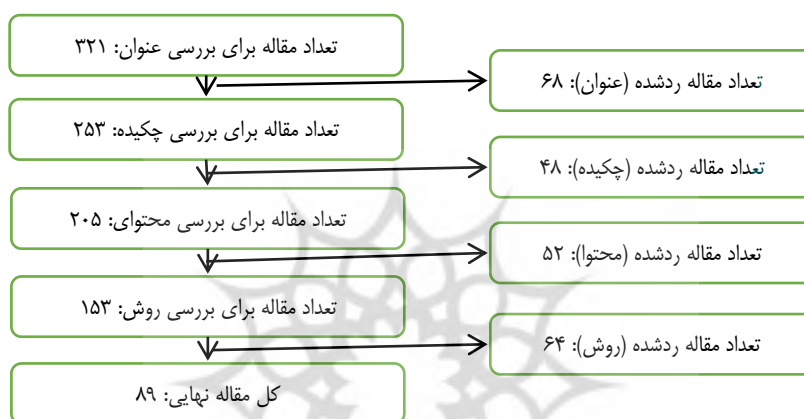 تعداد مقاله برای بررسی عنوان: ۳۲۱
تعداد مقاله ردشده (عنوان): ۶۸
تعداد مقاله برای بررسی چکیده: ۲۵۳
تعداد مقاله ردشده (چکیده): ۴۸
تعداد مقاله برای بررسی محتوای: ۲۰۵
تعداد مقاله ردشده (محتوا): ۵۲
تعداد مقاله برای بررسی روش: ۱۵۳
تعداد مقاله ردشده (روش): ۶۴
کل مقاله نهایی: ۸۹